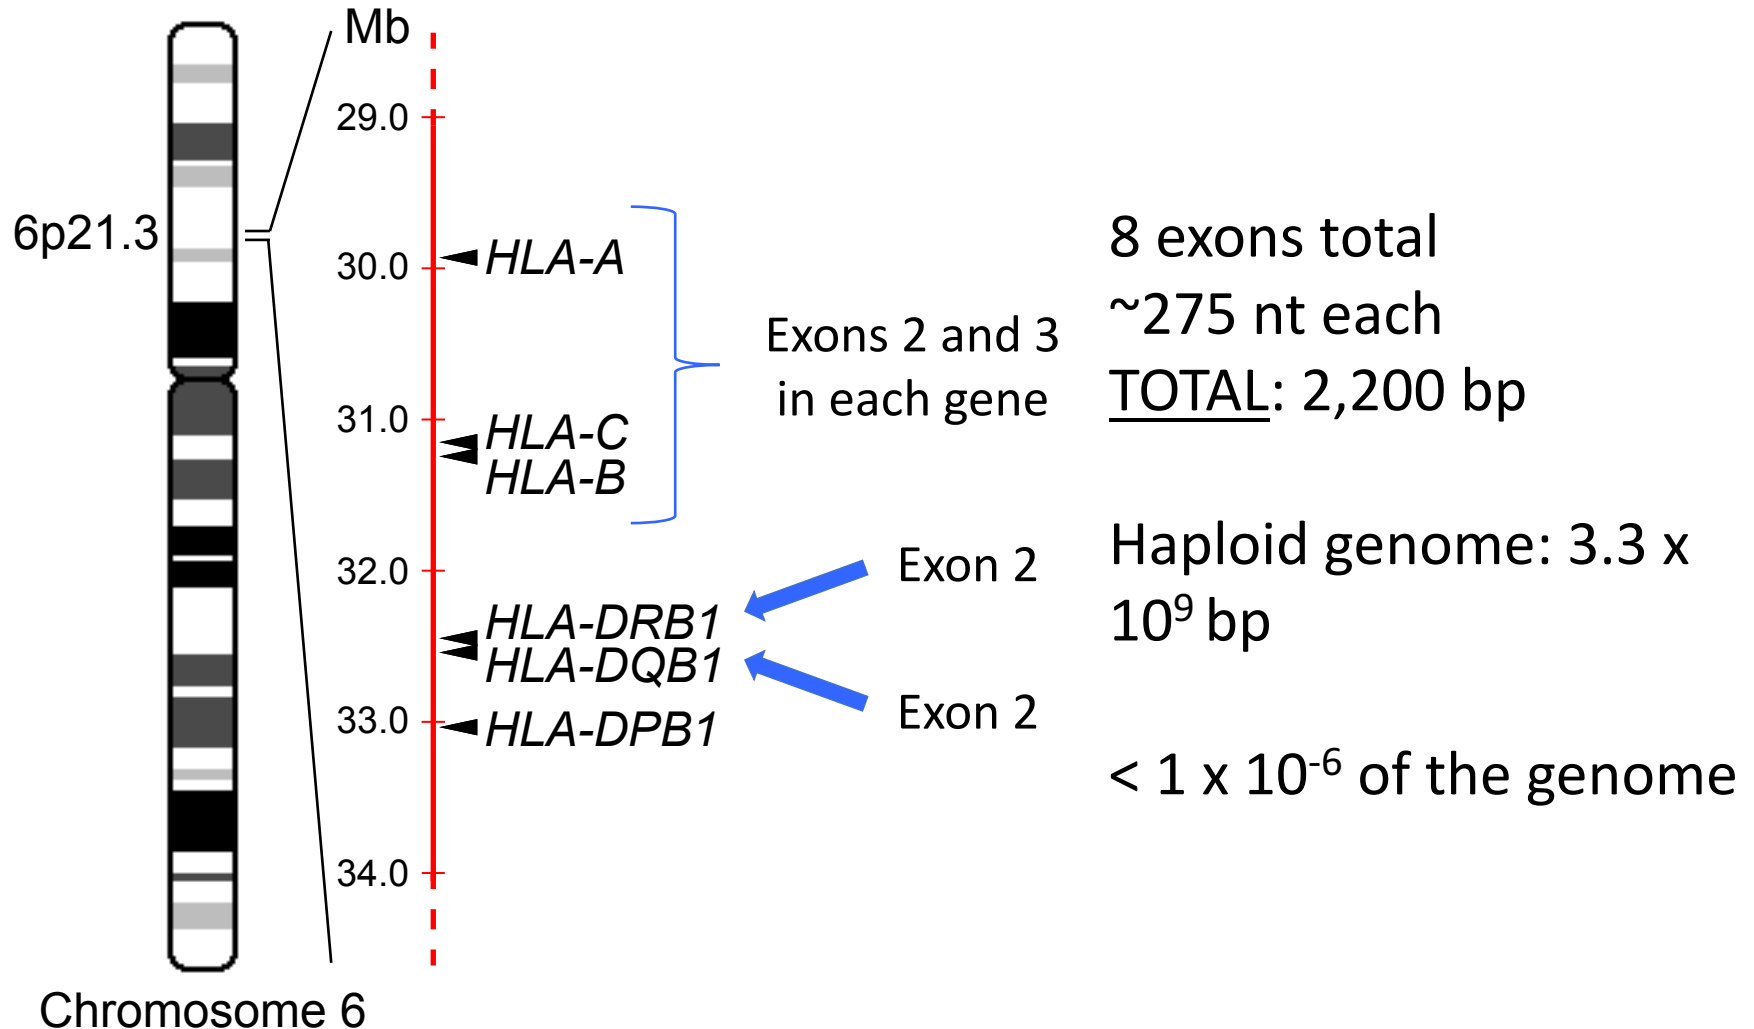 Mb
29.0
6p21.3
HLA-A
30.0
31.0
HLA-C
HLA-B
32.0
HLA-DRB1
HLA-DQB1
33.0
HLA-DPB1
34.0
Chromosome 6
Exons 2 and 3
in each gene
Exon 2
Exon 2
8 exons total
~275 nt each
TOTAL: 2,200 bp
Haploid genome: 3.3 x
10⁹ bp
< 1 x 10⁻⁶ of the genome